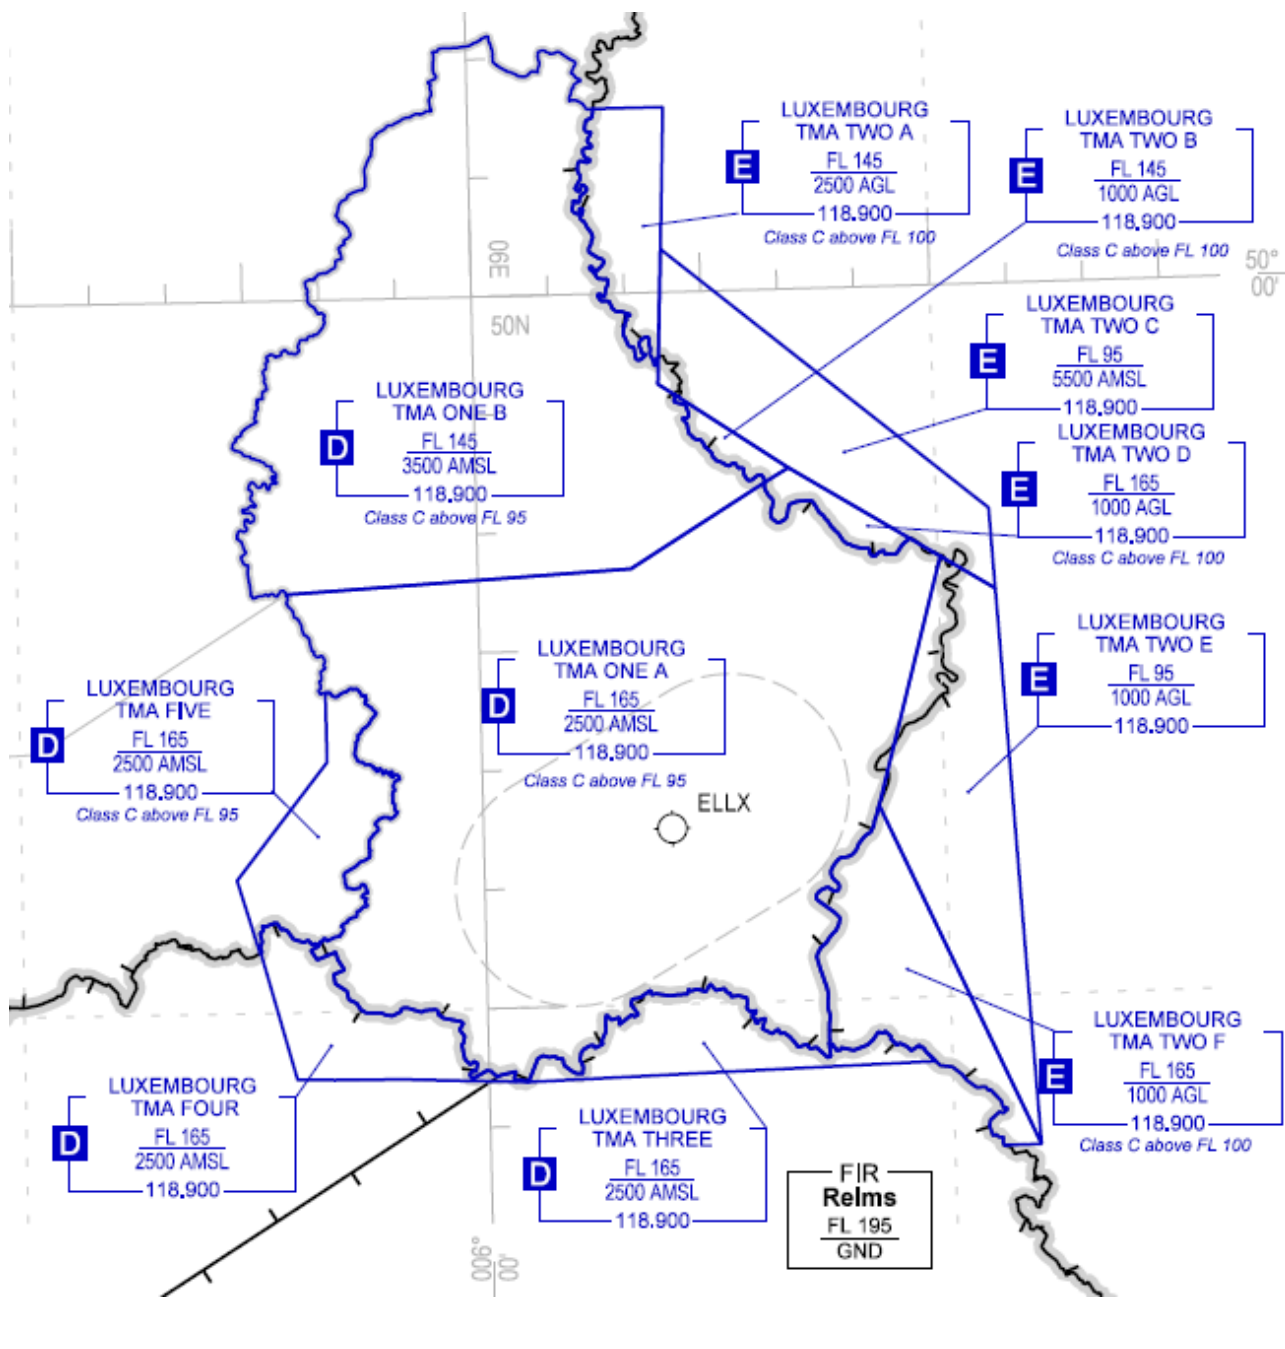 LUXEMBOURG
TMA TWO A
E
FL 145
2500 AGL
118.900
Class C above FL 100
LUXEMBOURG
TMA TWO B
E
FL 145
1000 AGL
118.900
Class C above FL 100
06E
50°
00'
50N
LUXEMBOURG
TMA TWO C
E
FL 95
5500 AMSL
118.900
LUXEMBOURG
TMA ONE B
D
FL 145
3500 AMSL
118.900
Class C above FL 95
LUXEMBOURG
TMA TWO D
E
FL 165
1000 AGL
118.900
Class C above FL 100
LUXEMBOURG
TMA TWO E
E
FL 95
1000 AGL
118.900
LUXEMBOURG
TMA ONE A
D
FL 165
2500 AMSL
118.900
Class C above FL 95
LUXEMBOURG
TMA FIVE
D
FL 165
2500 AMSL
118.900
Class C above FL 95
ELLX
LUXEMBOURG
TMA TWO F
E
FL 165
1000 AGL
118.900
Class C above FL 100
LUXEMBOURG
TMA FOUR
D
FL 165
2500 AMSL
118.900
LUXEMBOURG
TMA THREE
D
FL 165
2500 AMSL
118.900
FIR
Relms
FL 195
GND
006°
00'